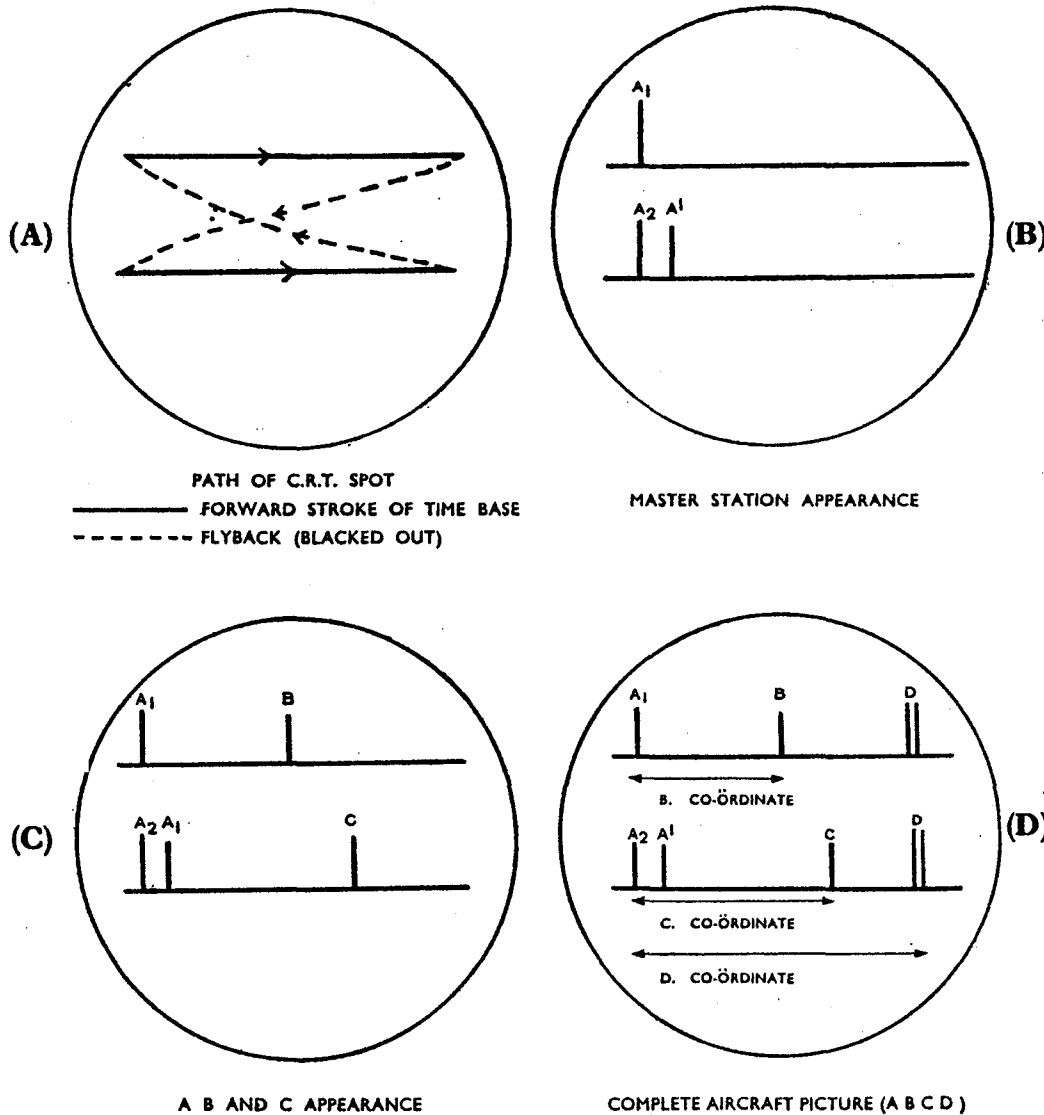 (A)
PATH OF C.R.T. SPOT
FORWARD STROKE OF TIME BASE
FLYBACK (BLACKED OUT)
A1
A2 A1
(B)
MASTER STATION APPEARANCE
(C)
A1 B
A2 A1 C
A B AND C APPEARANCE
A1 B D
B. CO-ÖRDINATE
A2 A1 C D
(D)
C. CO-ÖRDINATE
D. CO-ÖRDINATE
COMPLETE AIRCRAFT PICTURE (A B C D)